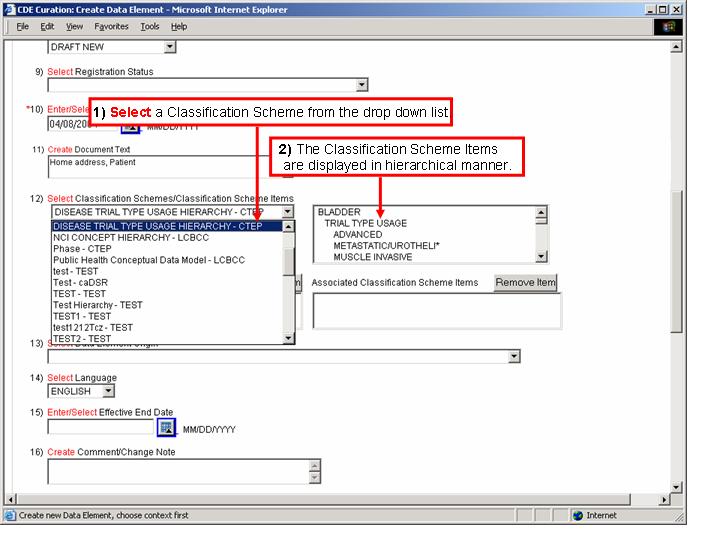 CDE Curation: Create Data Element - Microsoft Internet Explorer
File Edit View Favorites Tools Help
DRAFT NEW
9) Select Registration Status
*10) Enter/Sele
1) Select a Classification Scheme from the drop down list
04/08/20 MM/DD/YYYY
11) Create Document Text
Home address, Patient
2) The Classification Scheme Items
are displayed in hierarchical manner.
12) Select Classification Schemes/Classification Scheme Items
DISEASE TRIAL TYPE USAGE HIERARCHY - CTEP
DISEASE TRIAL TYPE USAGE HIERARCHY - CTEP
NCI CONCEPT HIERARCHY - LCBCC
Phase - CTEP
Public Health Conceptual Data Model - LCBCC
test - TEST
Test - caDSR
TEST - TEST
Test Hierarchy - TEST
TEST1 - TEST
test1212Tcz - TEST
TEST2 - TEST
BLADDER
TRIAL TYPE USAGE
ADVANCED
METASTATIC/UROTHELI*
MUSCLE INVASIVE
Associated Classification Scheme Items Remove Item
13) Select Data Element Origin
14) Select Language
ENGLISH
15) Enter/Select Effective End Date
MM/DD/YYYY
16) Create Comment/Change Note
Create new Data Element, choose context first
Internet